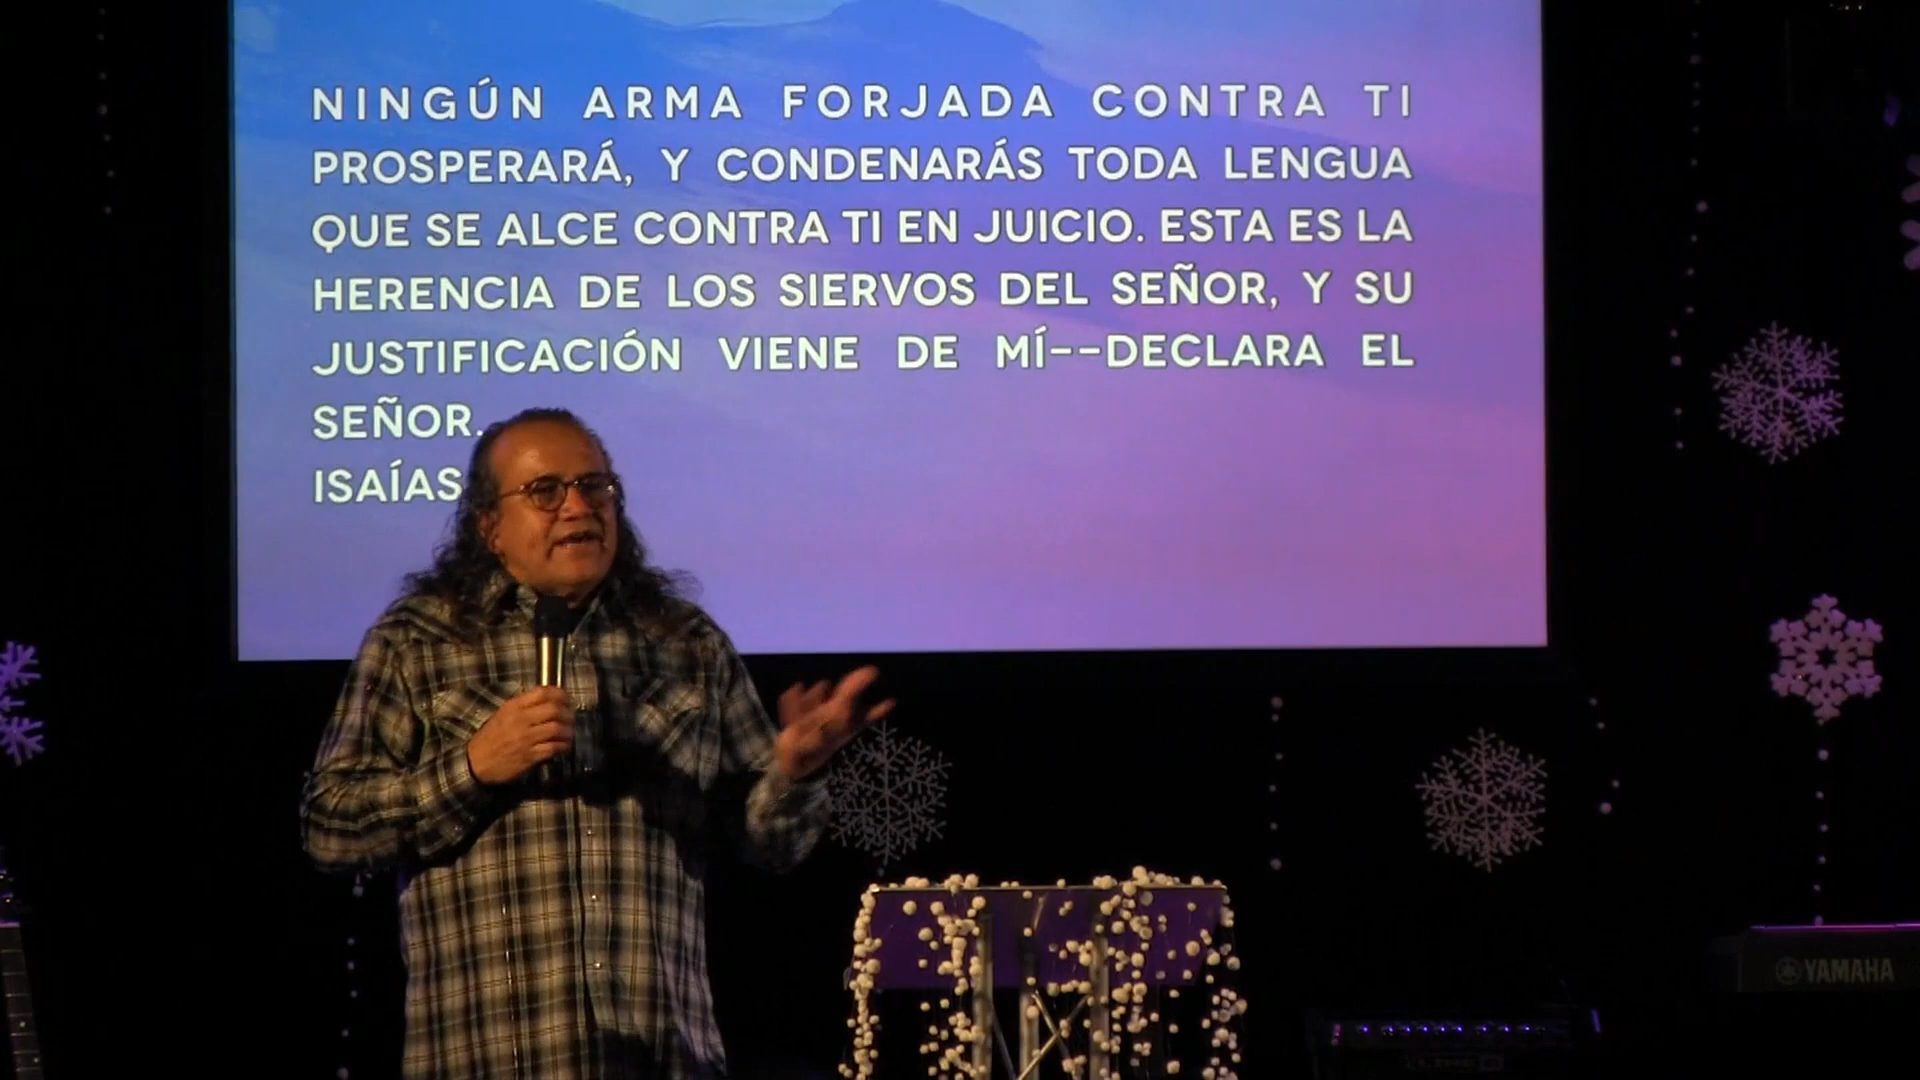 NINGÚN ARMA FORJADA CONTRA TI
PROSPERARÁ, Y CONDENARÁS TODA LENGUA
QUE SE ALCE CONTRA TI EN JUICIO. ESTA ES LA
HERENCIA DE LOS SIERVOS DEL SEÑOR, Y SU
JUSTIFICACIÓN VIENE DE MÍ--DECLARA EL
SEÑOR.
ISAÍAS
YAMAHA